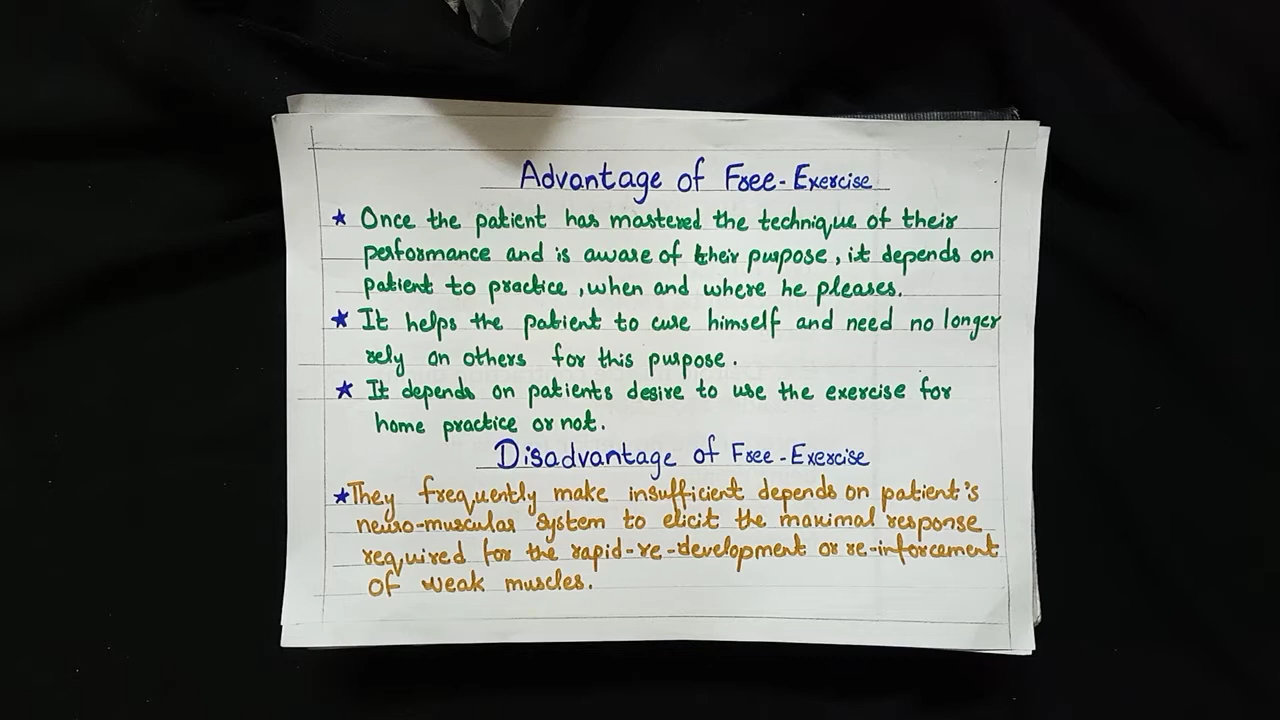 Advantage of Free-Exercise
★ Once the patient has mastered the technique of their
performance and is aware of their purpose, it depends on
patient to practice, when and where he pleases.
★ It helps the patient to cure himself and need no longer
rely on others for this purpose.
★ It depends on patients desire to use the exercise for
home practice or not.
Disadvantage of Free-Exercise
★They frequently make insufficient depends on patient's
neuro-muscular system to elicit the maximal response
required for the rapid-re-development or re-inforcement
of weak muscles.